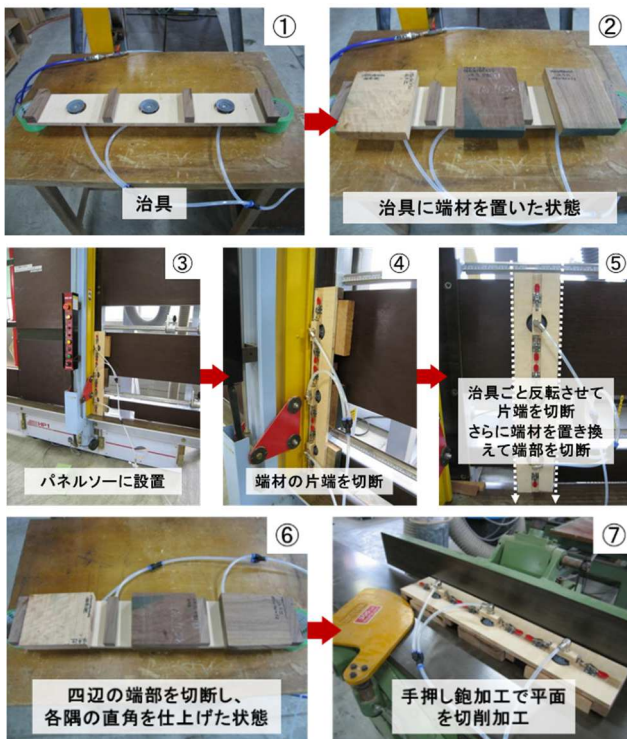 ①
治具
②
治具に端材を置いた状態
③
パネルソーに設置
④
端材の片端を切断
⑤
治具ごと反転させて
片端を切断
さらに端材を置き換
えて端部を切断
⑥
四辺の端部を切断し、
各隅の直角を仕上げた状態
⑦
手押し鉋加工で平面
を切削加工